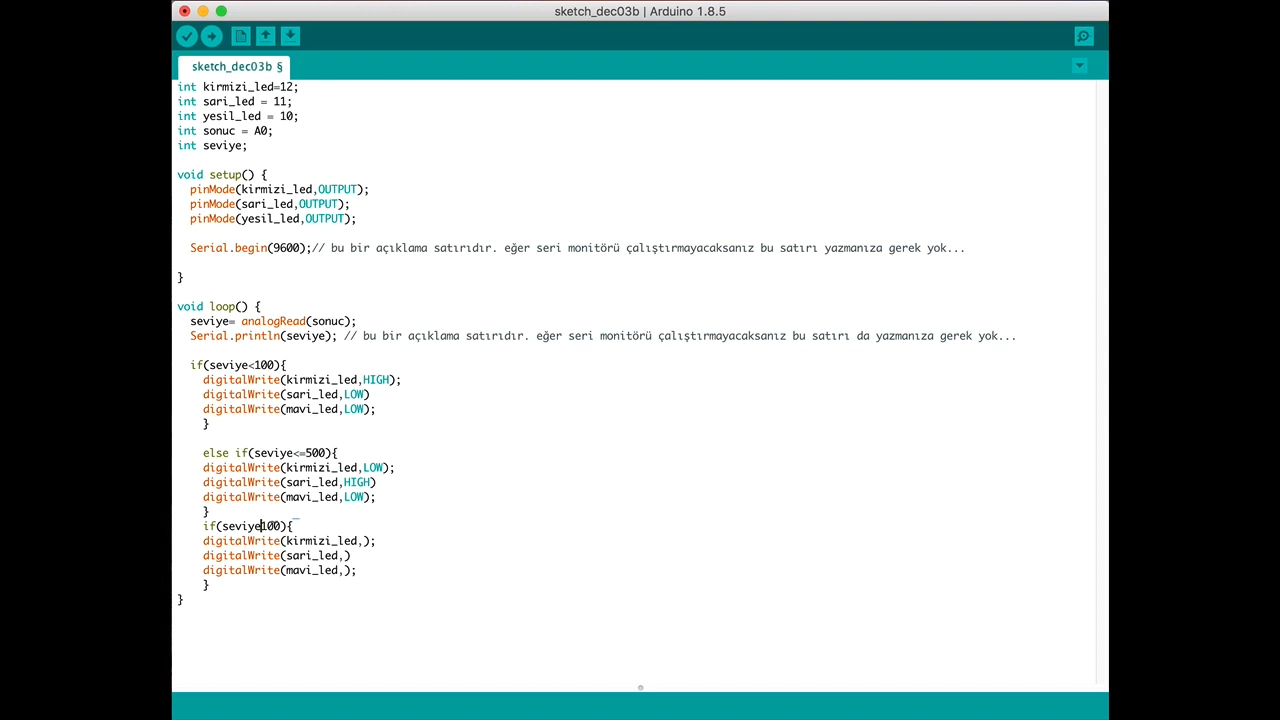 sketch_dec03b | Arduino 1.8.5
sketch_dec03b §
int kirmizi_led=12;
int sari_led = 11;
int yesil_led = 10;
int sonuc = A0;
int seviye;
void setup() {
pinMode(kirmizi_led,OUTPUT);
pinMode(sari_led,OUTPUT);
pinMode(yesil_led,OUTPUT);
Serial.begin(9600);// bu bir açıklama satırıdır. eğer seri monitörü çalıştırmayacaksanız bu satırı yazmanıza gerek yok...
}
void loop() {
seviye= analogRead(sonuc);
Serial.println(seviye); // bu bir açıklama satırıdır. eğer seri monitörü çalıştırmayacaksanız bu satırı da yazmanıza gerek yok...
if(seviye<100){
digitalWrite(kirmizi_led,HIGH);
digitalWrite(sari_led,LOW)
digitalWrite(mavi_led,LOW);
}
else if(seviye<=500){
digitalWrite(kirmizi_led,LOW);
digitalWrite(sari_led,HIGH)
digitalWrite(mavi_led,LOW);
}
if(seviye100){
digitalWrite(kirmizi_led,);
digitalWrite(sari_led,)
digitalWrite(mavi_led,);
}
}